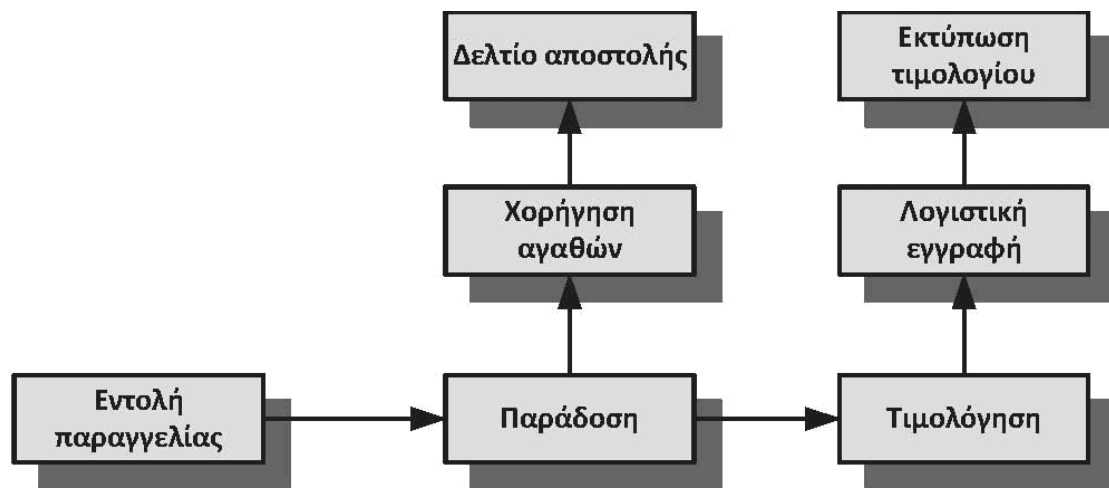 Δελτίο αποστολής
Εκτύπωση
τιμολογίου
Χορήγηση
αγαθών
Λογιστική
εγγραφή
Εντολή
παραγγελίας
Παράδοση
Τιμολόγηση